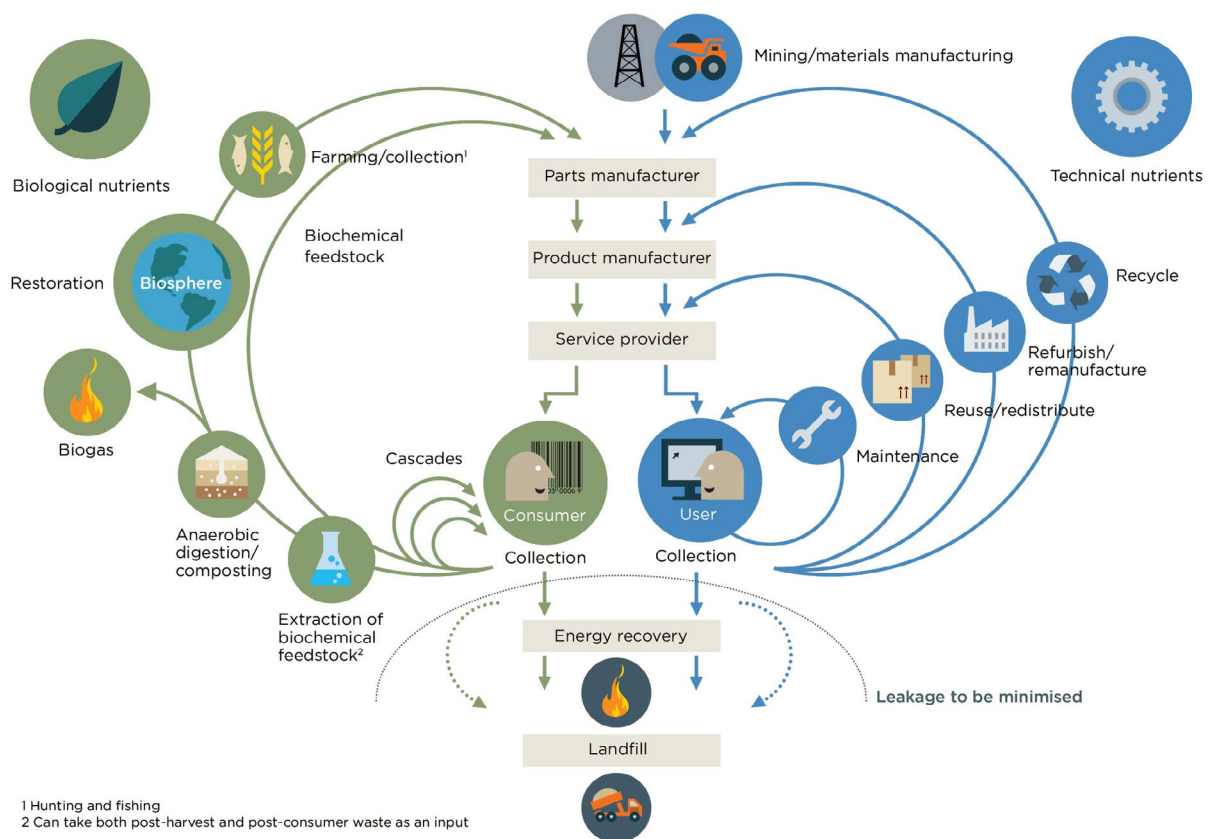 Mining/materials manufacturing
Biological nutrients
Technical nutrients
Farming/collection¹
Parts manufacturer
Biochemical
feedstock
Product manufacturer
Restoration
Biosphere
Recycle
Service provider
Refurbish/
remanufacture
Reuse/redistribute
Biogas
Cascades
Maintenance
Consumer
User
Anaerobic
digestion/
composting
Collection
Collection
Extraction of
biochemical
feedstock²
Energy recovery
Leakage to be minimised
Landfill
1 Hunting and fishing
2 Can take both post-harvest and post-consumer waste as an input